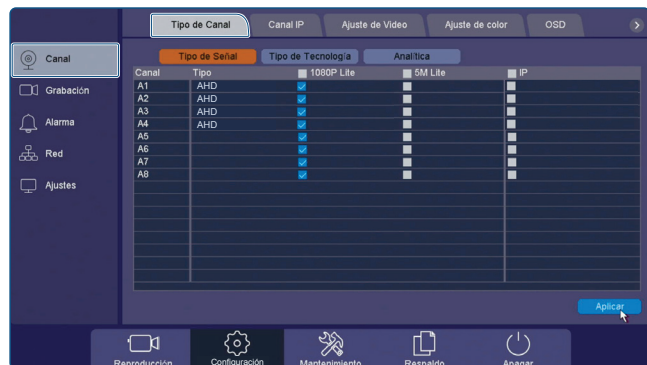 Tipo de Canal Canal IP Ajuste de Video Ajuste de color OSD
Canal
Grabación
Alarma
Red
Ajustes
Tipo de Señal Tipo de Tecnología Analítica
Canal Tipo 1080P Lite 5M Lite IP
A1 AHD
A2 AHD
A3 AHD
A4 AHD
A5
A6
A7
A8
Aplicar
Reproducción Configuración Mantenimiento Respaldo Apagar